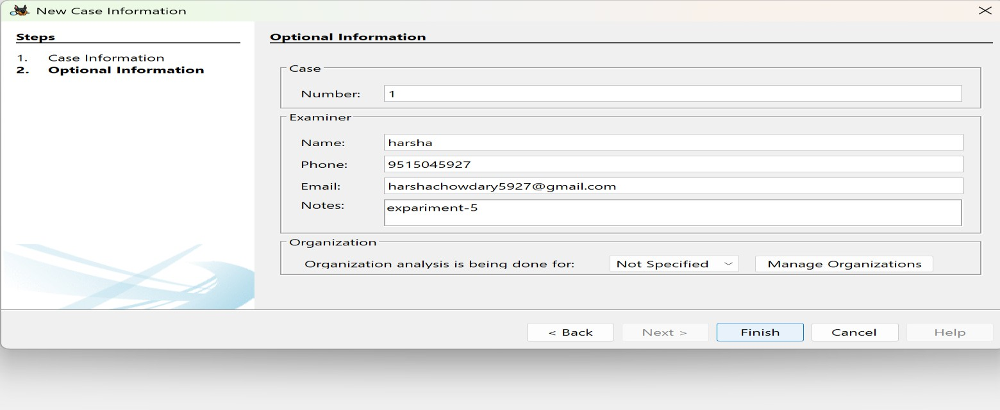 New Case Information
Steps
1. Case Information
2. Optional Information
Optional Information
Case
Number: 1
Examiner
Name: harsha
Phone: 9515045927
Email: harshachowdary5927@gmail.com
Notes: expariment-5
Organization
Organization analysis is being done for: Not Specified Manage Organizations
< Back Next > Finish Cancel Help